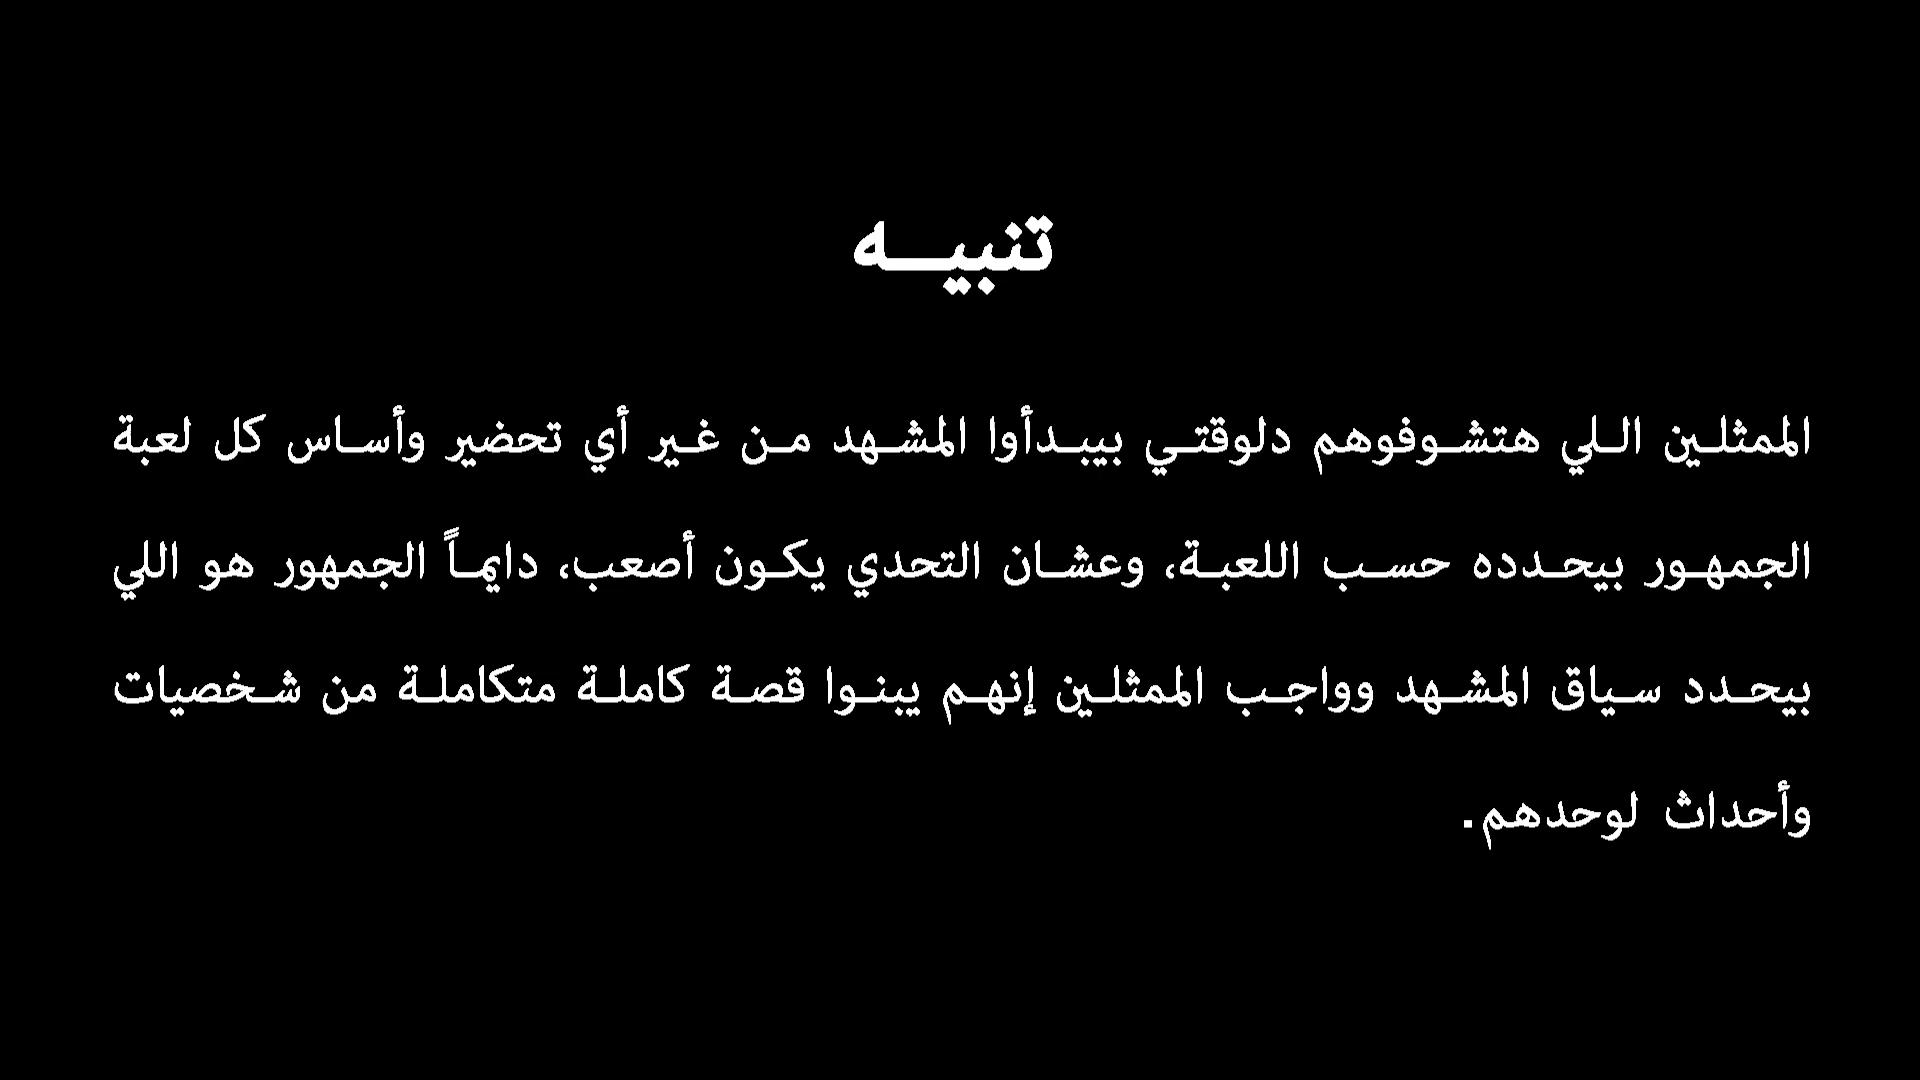 تنبيه
الممثلين اللي هتشوفوهم دلوقتي بيبدأوا المشهد من غير أي تحضير وأساس كل لعبة
الجمهور بيحدده حسب اللعبة، وعشان التحدي يكون أصعب، دايماً الجمهور هو اللي
بيحدد سياق المشهد وواجب الممثلين إنهم يبنوا قصة كاملة متكاملة من شخصيات
وأحداث لوحدهم.